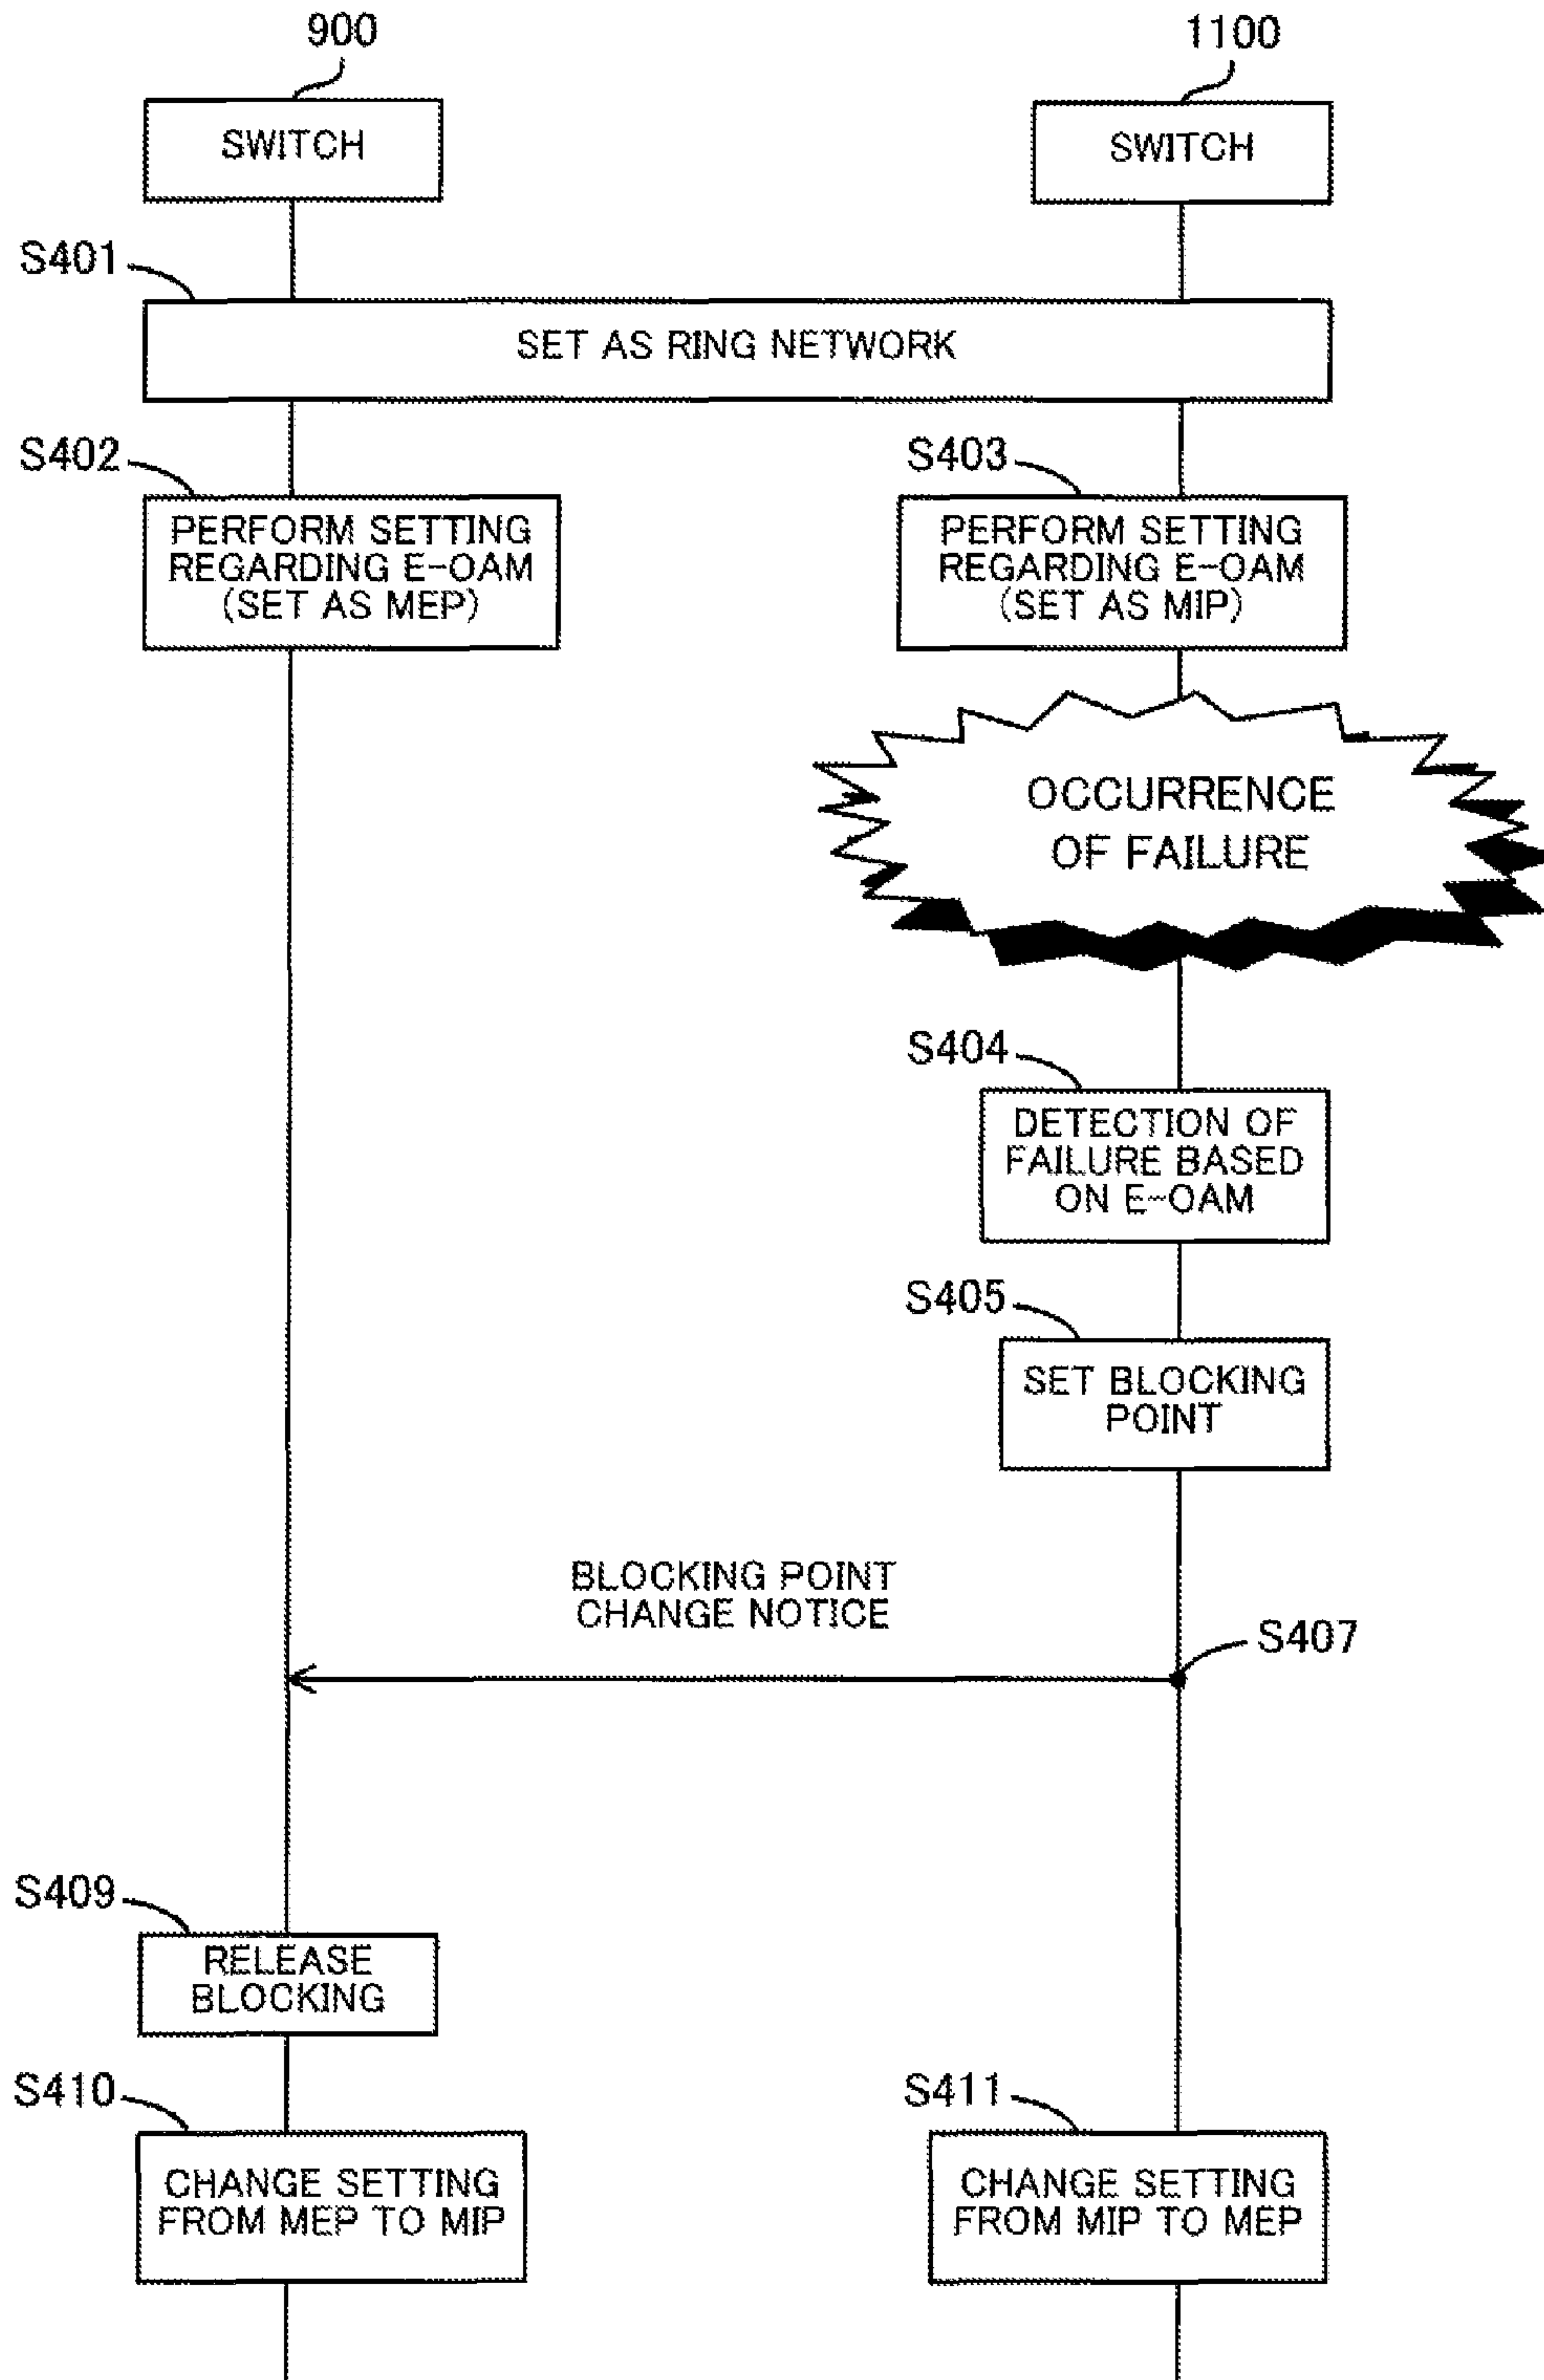 900
1100
SWITCH
SWITCH
S401
SET AS RING NETWORK
S402
S403
PERFORM SETTING
REGARDING E-OAM
(SET AS MEP)
PERFORM SETTING
REGARDING E-OAM
(SET AS MIP)
OCCURRENCE
OF FAILURE
S404
DETECTION OF
FAILURE BASED
ON E-OAM
S405
SET BLOCKING
POINT
BLOCKING POINT
CHANGE NOTICE
S407
S409
RELEASE
BLOCKING
S410
S411
CHANGE SETTING
FROM MEP TO MIP
CHANGE SETTING
FROM MIP TO MEP